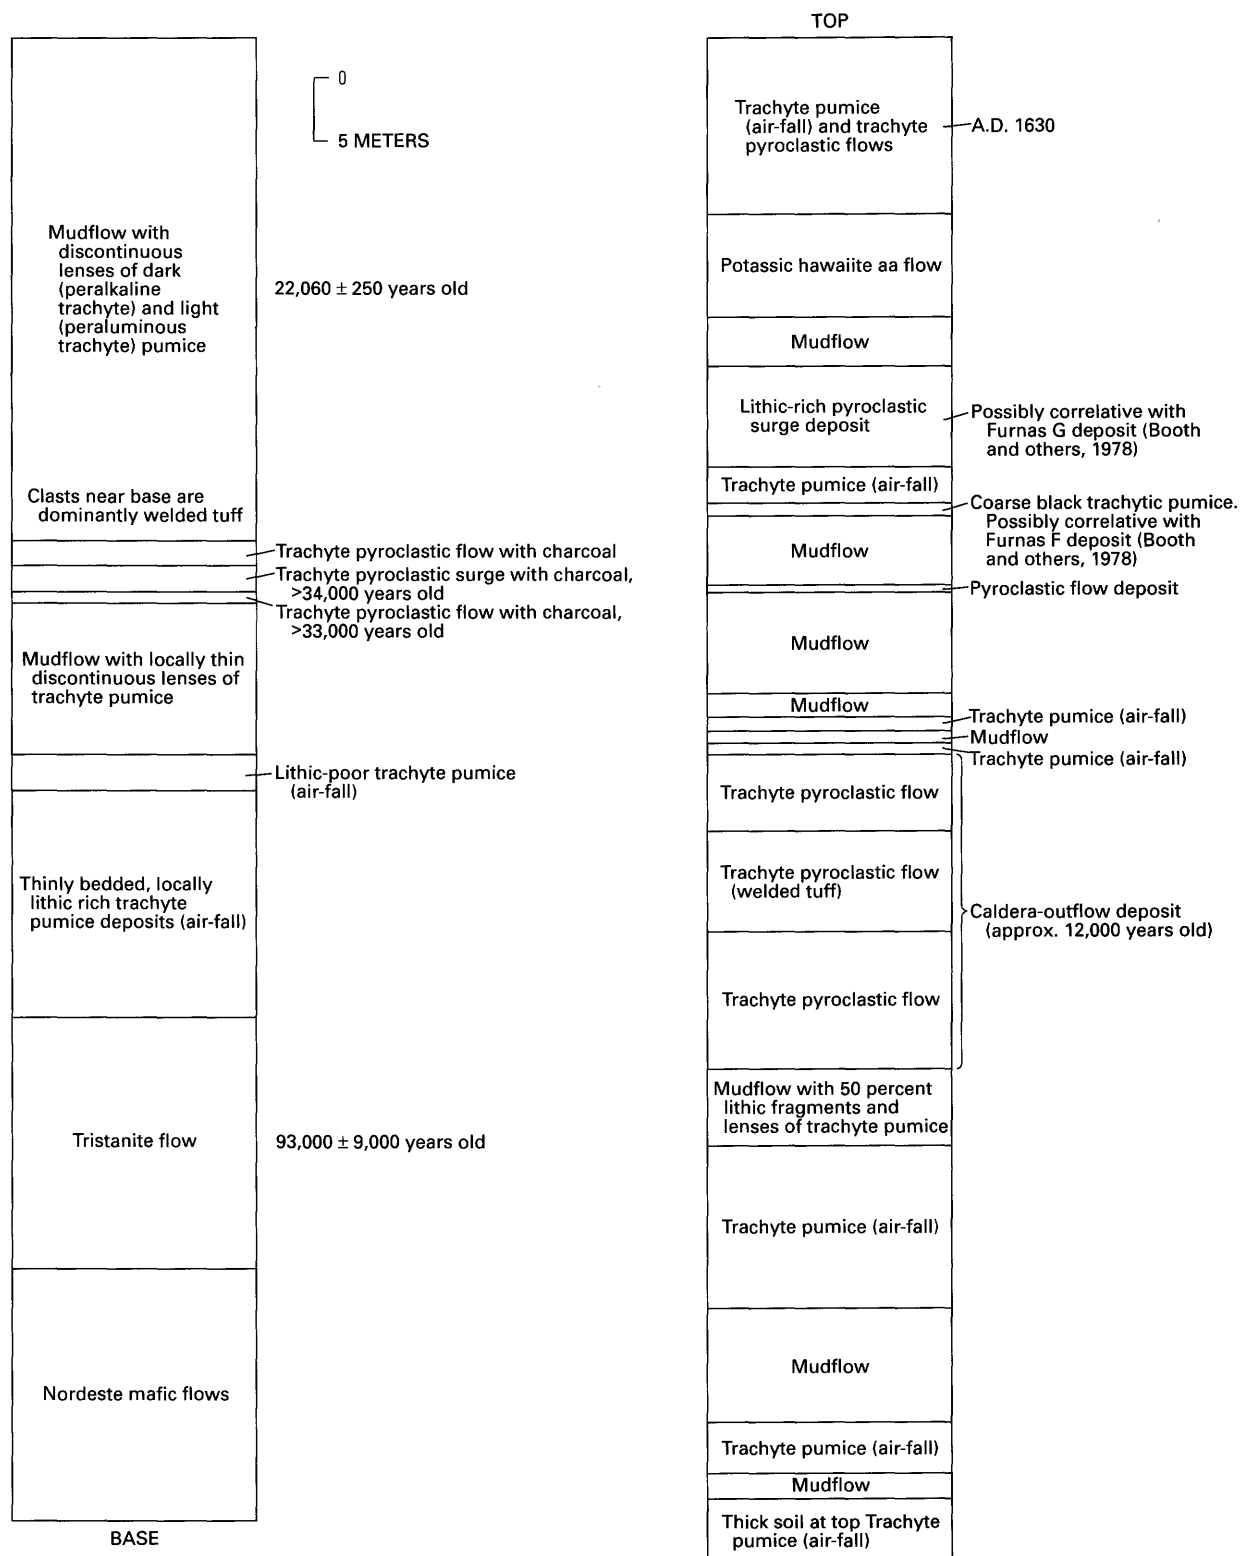 0
5 METERS
Mudflow with
discontinuous
lenses of dark
(peralkaline
trachyte) and light
(peraluminous
trachyte) pumice
22,060 ± 250 years old
Clasts near base are
dominantly welded tuff
Trachyte pyroclastic flow with charcoal
Trachyte pyroclastic surge with charcoal,
>34,000 years old
Trachyte pyroclastic flow with charcoal,
>33,000 years old
Mudflow with locally thin
discontinuous lenses of
trachyte pumice
Lithic-poor trachyte pumice
(air-fall)
Thinly bedded, locally
lithic rich trachyte
pumice deposits (air-fall)
Tristanite flow
93,000 ± 9,000 years old
Nordeste mafic flows
BASE
TOP
Trachyte pumice
(air-fall) and trachyte
pyroclastic flows
A.D. 1630
Potassic hawaiite aa flow
Mudflow
Lithic-rich pyroclastic
surge deposit
Possibly correlative with
Furnas G deposit (Booth
and others, 1978)
Trachyte pumice (air-fall)
Coarse black trachytic pumice.
Possibly correlative with
Furnas F deposit (Booth
and others, 1978)
Mudflow
Pyroclastic flow deposit
Mudflow
Mudflow
Trachyte pumice (air-fall)
Mudflow
Trachyte pumice (air-fall)
Trachyte pyroclastic flow
Trachyte pyroclastic flow
(welded tuff)
Caldera-outflow deposit
(approx. 12,000 years old)
Trachyte pyroclastic flow
Mudflow with 50 percent
lithic fragments and
lenses of trachyte pumice
Trachyte pumice (air-fall)
Mudflow
Trachyte pumice (air-fall)
Mudflow
Thick soil at top Trachyte
pumice (air-fall)